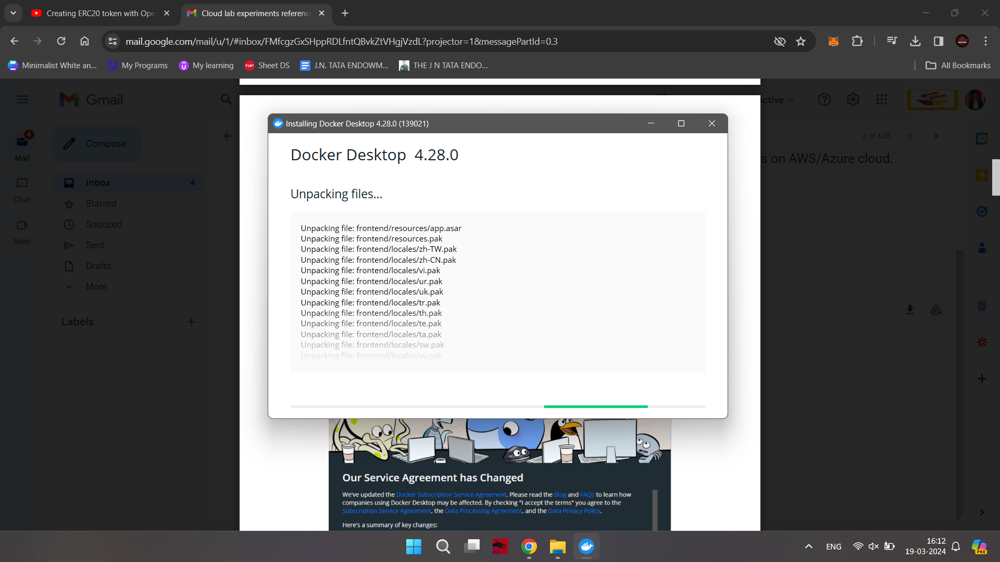 Creating ERC20 token with Ope
Cloud lab experiments referenc
mail.google.com/mail/u/1/#inbox/FMfcgzGxSHppRDLfntQBvkZtVHgjVzdL?projector=1&messagePartId=0.3
Minimalist White an...
My Programs
My learning
TUF
Sheet DS
J.N. TATA ENDOWM...
THE J N TATA ENDO...
All Bookmarks
Gmail
Active
4
Mail
Compose
2 of 638
31
s on AWS/Azure cloud.
Inbox
4
Chat
Starred
Snoozed
Meet
Sent
Drafts
More
Labels
Installing Docker Desktop 4.28.0 (139021)
Docker Desktop 4.28.0
Unpacking files...
Unpacking file: frontend/resources/app.asar
Unpacking file: frontend/resources.pak
Unpacking file: frontend/locales/zh-TW.pak
Unpacking file: frontend/locales/zh-CN.pak
Unpacking file: frontend/locales/vi.pak
Unpacking file: frontend/locales/ur.pak
Unpacking file: frontend/locales/uk.pak
Unpacking file: frontend/locales/tr.pak
Unpacking file: frontend/locales/th.pak
Unpacking file: frontend/locales/te.pak
Unpacking file: frontend/locales/ta.pak
Unpacking file: frontend/locales/sw.pak
Unpacking file: frontend/locales/sv.pak
Our Service Agreement has Changed
We've updated the Docker Subscription Service Agreement. Please read the Blog and FAQs to learn how
companies using Docker Desktop may be affected. By checking "I accept the terms" you agree to the
Subscription Service Agreement, the Data Processing Agreement, and the Data Privacy Policy.
Here's a summary of key changes:
ENG
16:12
19-03-2024
PRE